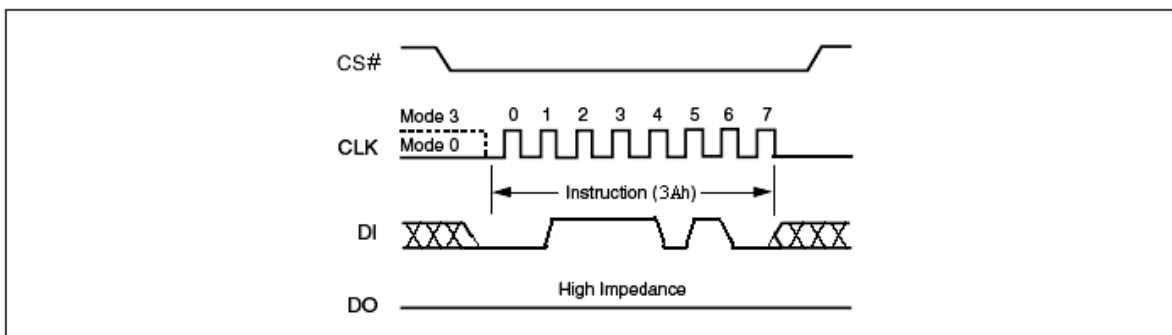 CS#
Mode 3 0 1 2 3 4 5 6 7
CLK Mode 0
Instruction (3Ah)
DI
High Impedance
DO